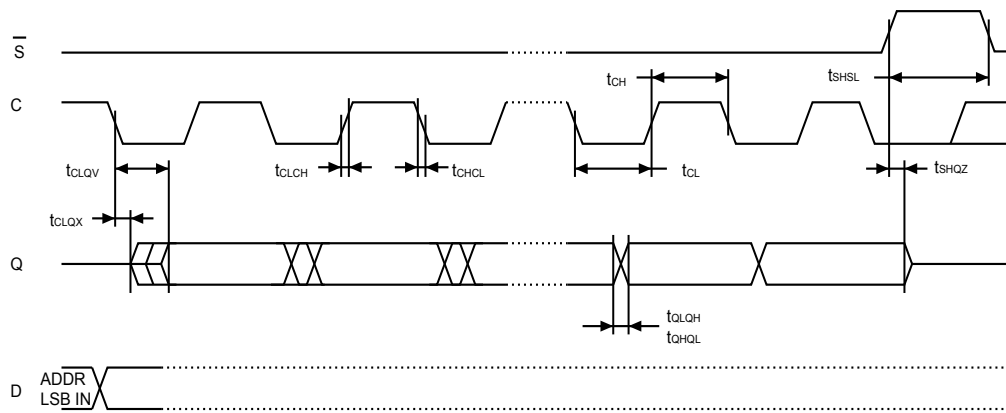 S
tCH
tSHSL
C
tCLQV
tCLCH
tCHCL
tCL
tSHQZ
tCLQX
Q
tQLQH
tQHQL
D
ADDR
LSB IN